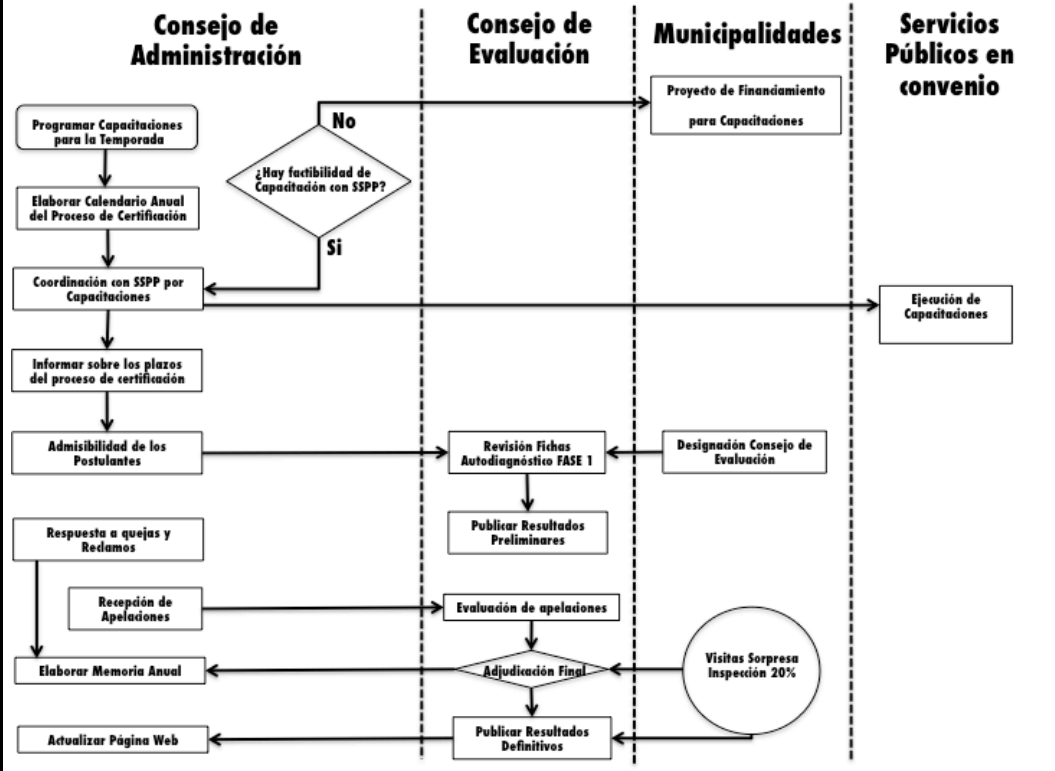 Consejo de
Administración
Consejo de
Evaluación
Municipalidades
Servicios
Públicos en
convenio
Programar Capacitaciones
para la Temporada
No
¿Hay factibilidad de
Capacitación con SSPP?
Si
Proyecto de Financiamiento
para Capacitaciones
Elaborar Calendario Anual
del Proceso de Certificación
Coordinación con SSPP por
Capacitaciones
Ejecución de
Capacitaciones
Informar sobre los plazos
del proceso de certificación
Admisibilidad de los
Postulantes
Revisión Fichas
Autodiagnóstico FASE 1
Designación Consejo de
Evaluación
Publicar Resultados
Preliminares
Respuesta a quejas y
Reclamos
Recepción de
Apelaciones
Evaluación de apelaciones
Visitas Sorpresa
Inspección 20%
Elaborar Memoria Anual
Adjudicación Final
Actualizar Página Web
Publicar Resultados
Definitivos